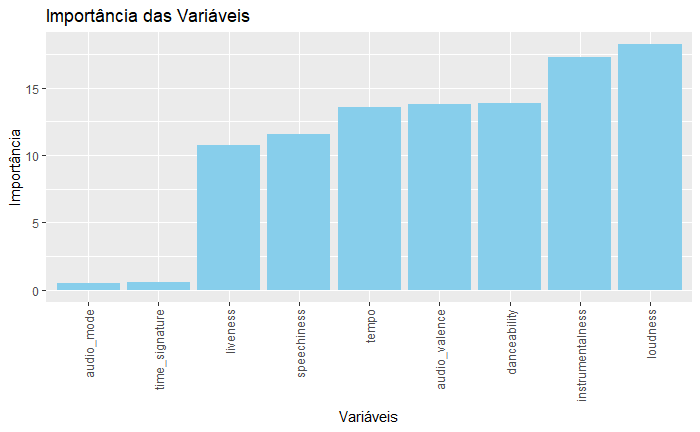 Importância das Variáveis
Importância
15
10
5
0
audio_mode
time_signature
liveness
speechiness
tempo
audio_valence
danceability
instrumentalness
loudness
Variáveis